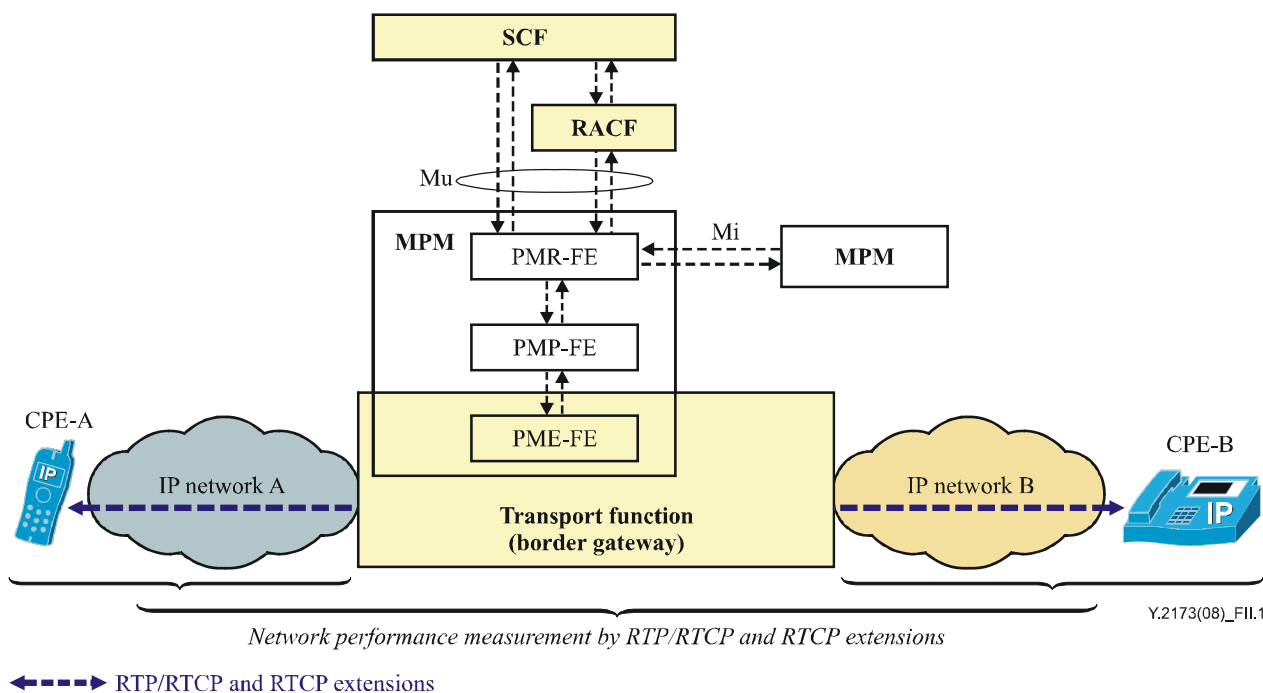 SCF
RACF
Mu
MPM
PMR-FE
Mi
MPM
PMP-FE
PME-FE
CPE-A
IP
IP network A
Transport function
(border gateway)
IP network B
CPE-B
IP
Y.2173(08)_FII.1
Network performance measurement by RTP/RTCP and RTCP extensions
RTP/RTCP and RTCP extensions